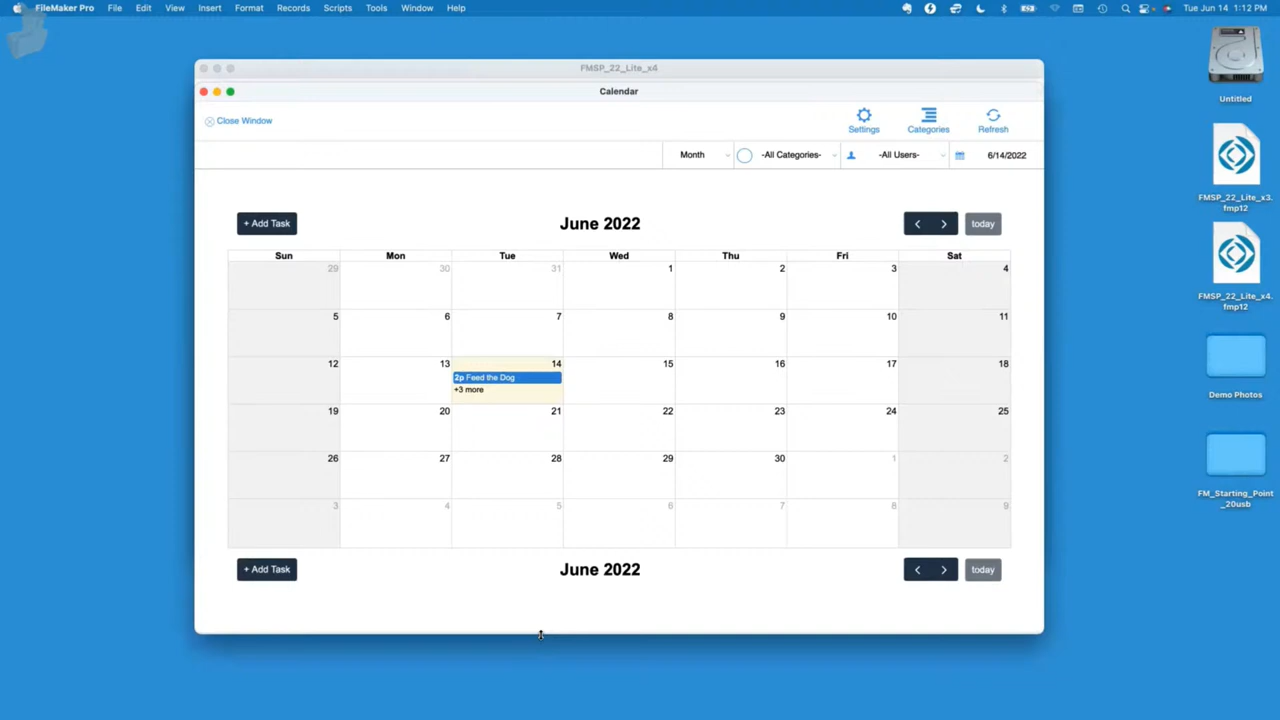 FileMaker Pro File Edit View Insert Format Records Scripts Tools Window Help Tue Jun 14 1:12 PM
FMSP_22_Lite_x4
Calendar
Close Window
Settings Categories Refresh
Month -All Categories- -All Users- 6/14/2022
+ Add Task June 2022 < > today
Sun Mon Tue Wed Thu Fri Sat
29 30 31 1 2 3 4
5 6 7 8 9 10 11
12 13 14 15 16 17 18
2p Feed the Dog
+3 more
19 20 21 22 23 24 25
26 27 28 29 30 1 2
3 4 5 6 7 8 9
+ Add Task June 2022 < > today
Untitled
FMSP_22_Lite_x3.
fmp12
FMSP_22_Lite_x4.
fmp12
Demo Photos
FM_Starting_Point
_20usb